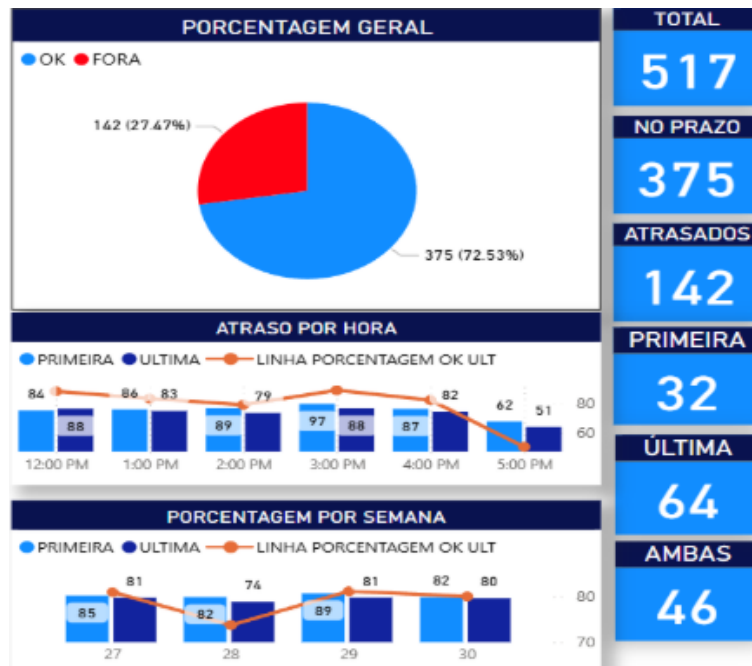 PORCENTAGEM GERAL
OK FORA
142 (27.47%)
375 (72.53%)
TOTAL
517
NO PRAZO
375
ATRASADOS
142
PRIMEIRA
32
ÚLTIMA
64
AMBAS
46
ATRASO POR HORA
PRIMEIRA ULTIMA LINHA PORCENTAGEM OK ULT
84 86 83 79 82 62 51
88 89 97 88 87
80
60
12:00 PM 1:00 PM 2:00 PM 3:00 PM 4:00 PM 5:00 PM
PORCENTAGEM POR SEMANA
PRIMEIRA ULTIMA LINHA PORCENTAGEM OK ULT
81 74 81 82 80
85 82 89
80
70
27 28 29 30